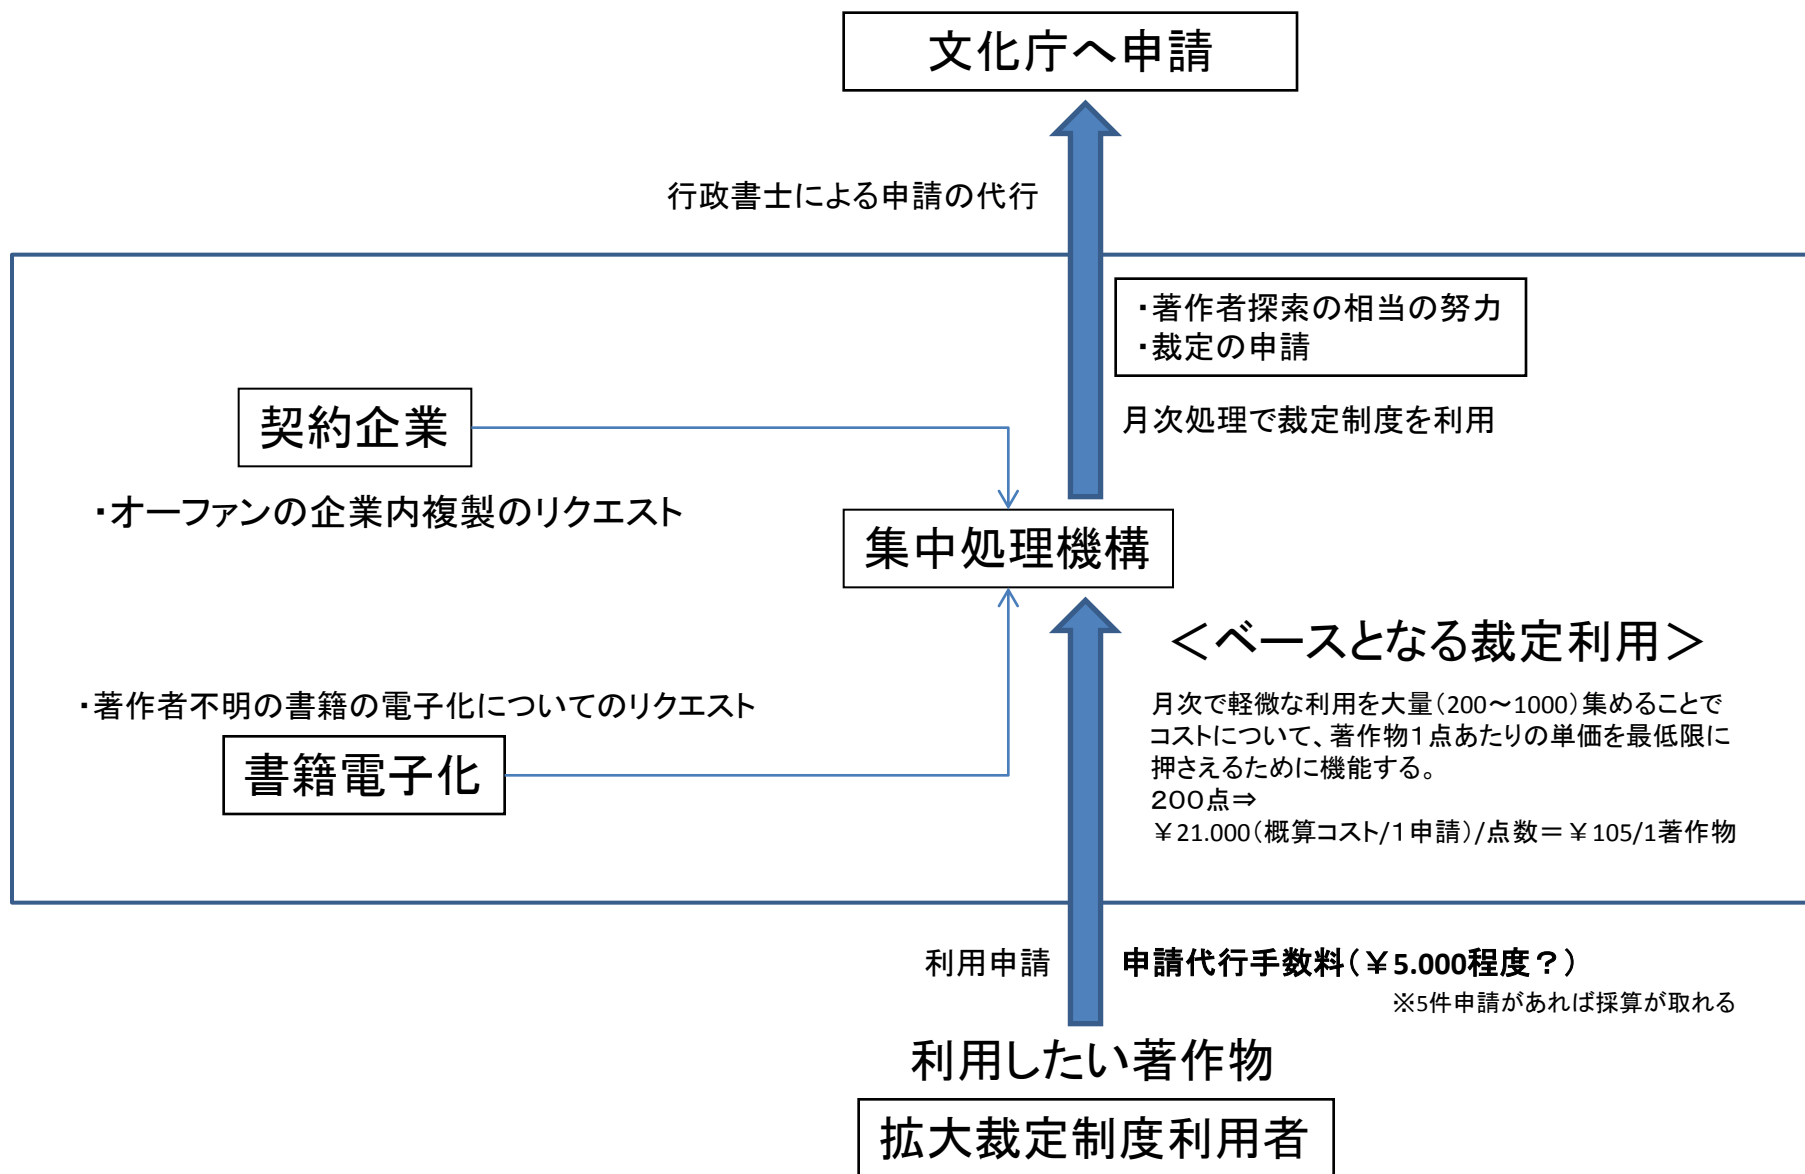 文化庁へ申請
行政書士による申請の代行
・著作者探索の相当の努力
・裁定の申請
契約企業
月次処理で裁定制度を利用
・オーファンの企業内複製のリクエスト
集中処理機構
＜ベースとなる裁定利用＞
・著作者不明の書籍の電子化についてのリクエスト
書籍電子化
月次で軽微な利用を大量（200～1000）集めることで
コストについて、著作物１点あたりの単価を最低限に
押さえるために機能する。
２００点⇒
￥21.000（概算コスト/１申請）/点数＝￥105/1著作物
利用申請
申請代行手数料（￥5.000程度？）
※5件申請があれば採算が取れる
利用したい著作物
拡大裁定制度利用者